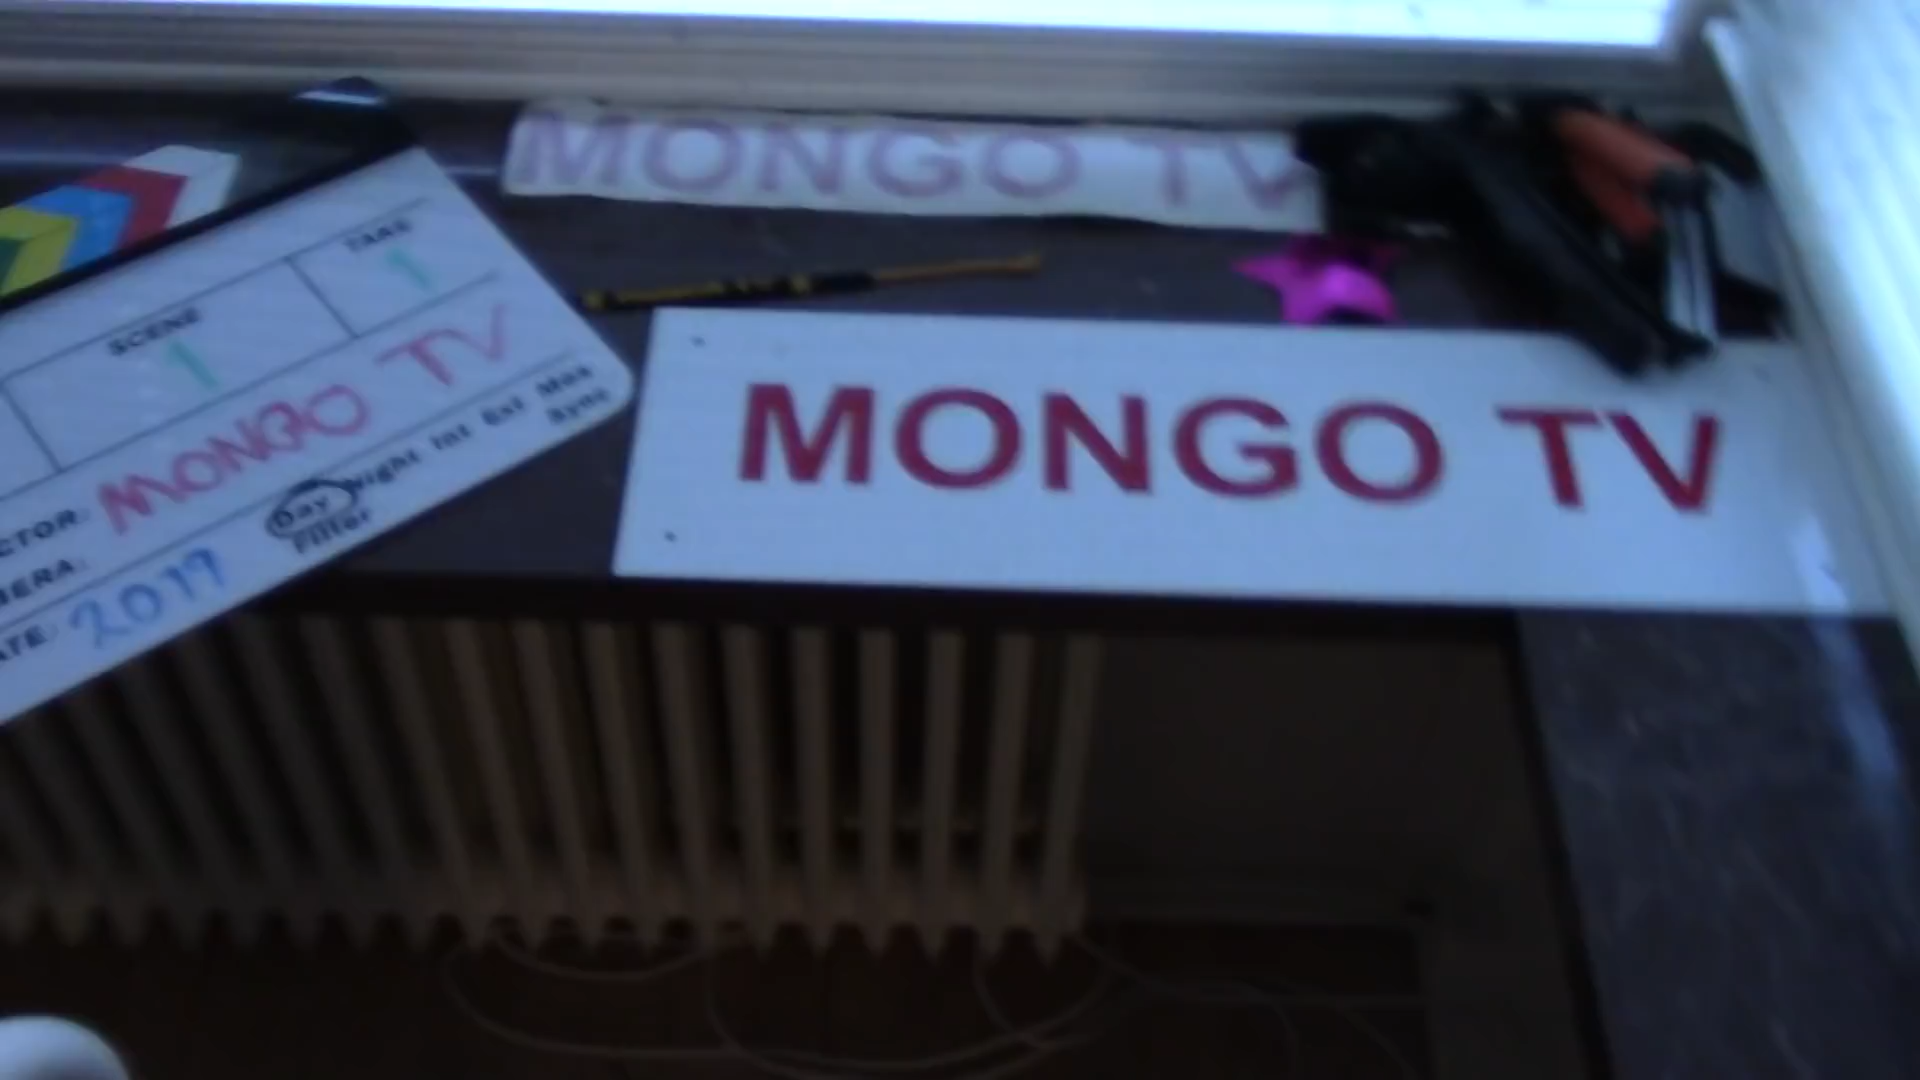 MONGO TV
TAKE
1
SCENE
1
MONGO TV
MONGO TV
CTOR:
Day Night Int Ext Mos
Filter Sync
ERA:
ATE: 2017